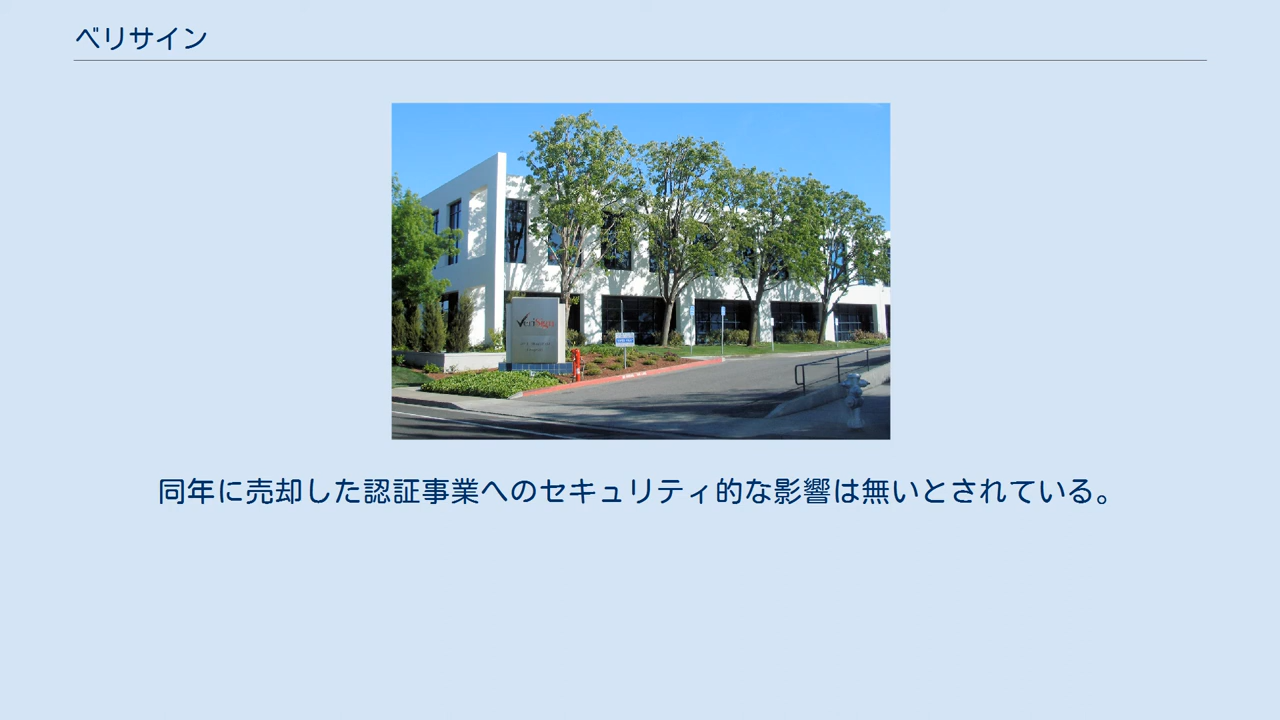 ベリサイン
VeriSign
同年に売却した認証事業へのセキュリティ的な影響は無いとされている。